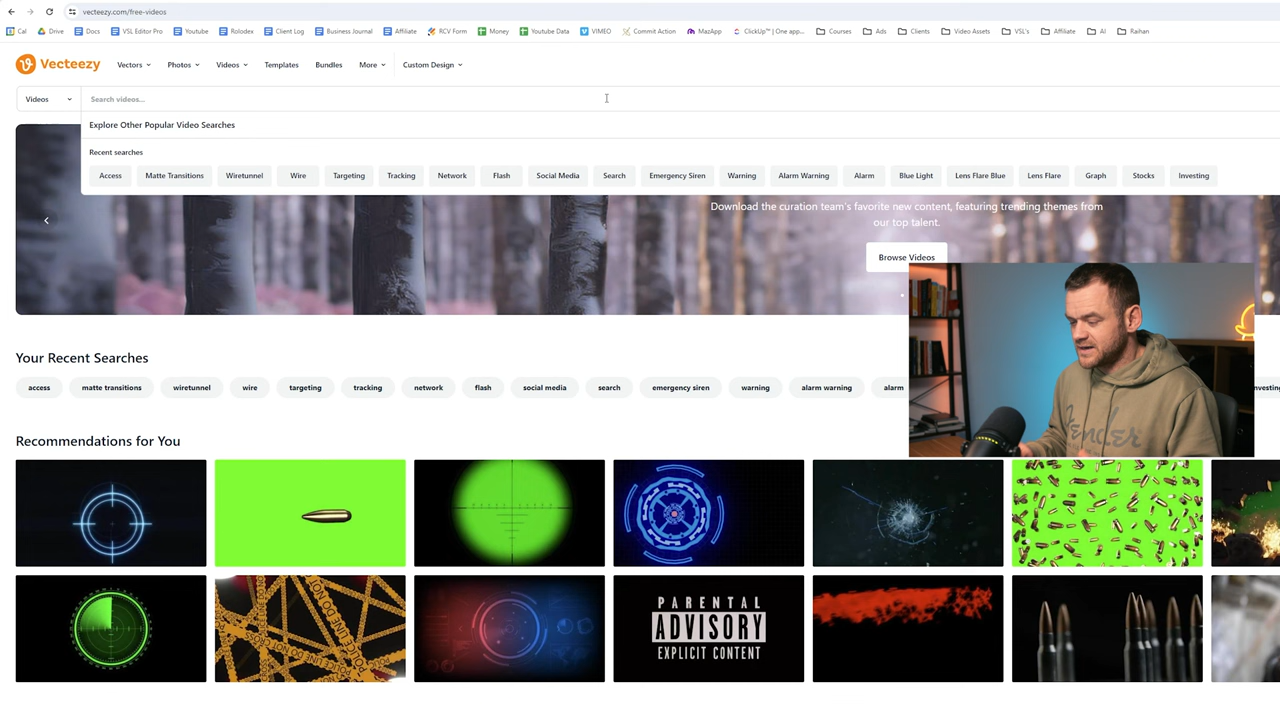 vecteezy.com/free-videos
Cal Drive Docs VSL Editor Pro Youtube Rolodex Client Log Business Journal Affiliate RCV Form Money Youtube Data VIMEO Commit Action MazApp ClickUp™ | One app... Courses Ads Clients Video Assets VSL's Affiliate AI Raihan
Vecteezy Vectors Photos Videos Templates Bundles More Custom Design
Videos Search videos...
Explore Other Popular Video Searches
Recent searches
Access Matte Transitions Wiretunnel Wire Targeting Tracking Network Flash Social Media Search Emergency Siren Warning Alarm Warning Alarm Blue Light Lens Flare Blue Lens Flare Graph Stocks Investing
Download the curation team's favorite new content, featuring trending themes from
our top talent.
Browse Videos
Your Recent Searches
access matte transitions wiretunnel wire targeting tracking network flash social media search emergency siren warning alarm warning alarm investing
Recommendations for You
PARENTAL
ADVISORY
EXPLICIT CONTENT